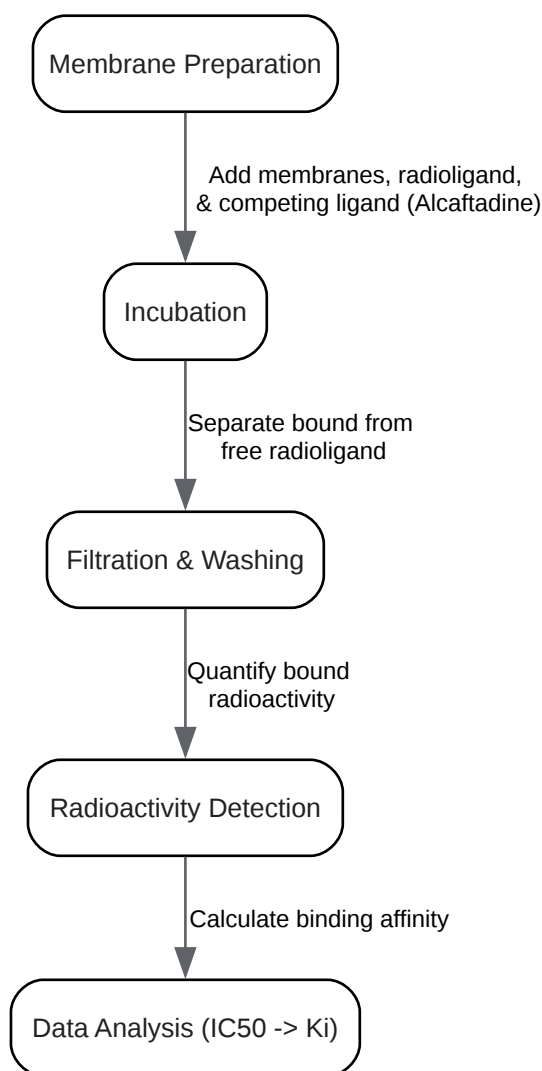 Membrane Preparation
Add membranes, radioligand,
& competing ligand (Alcaftadine)
Incubation
Separate bound from
free radioligand
Filtration & Washing
Quantify bound
radioactivity
Radioactivity Detection
Calculate binding affinity
Data Analysis (IC50 -> Ki)